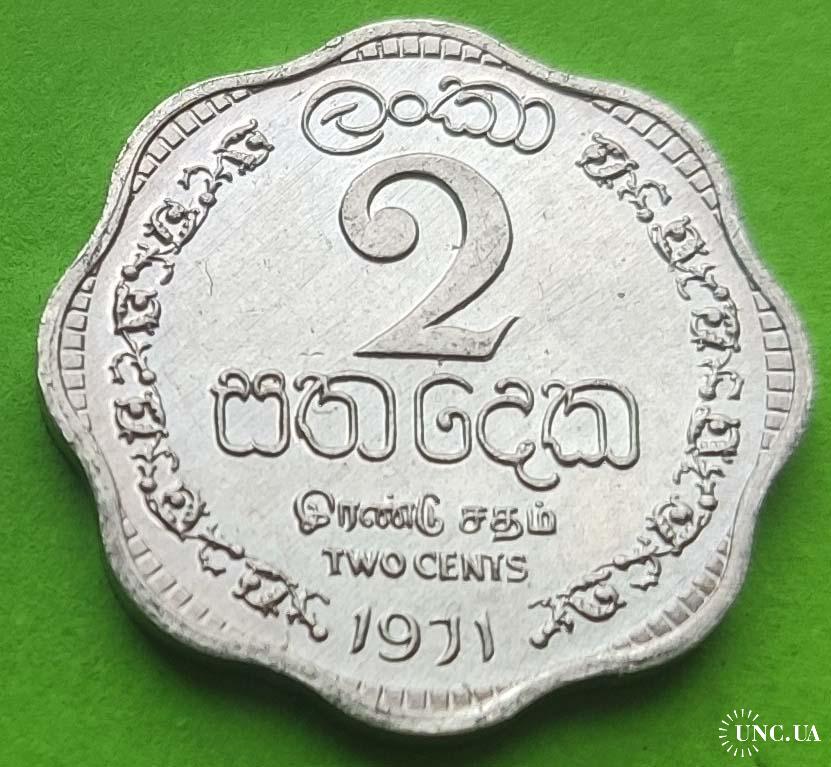 ලංකා
2
සත දෙක
இரண்டு சதம்
TWO CENTS
1971
UNC.UA